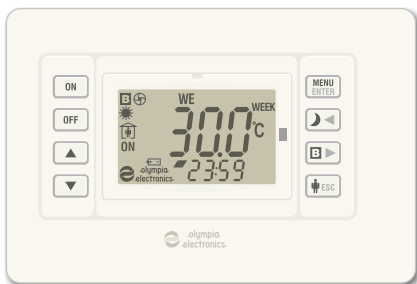 ON
OFF
B
WE
WEEK
30.0 °C
ON
olympia
electronics
23:59
MENU
ENTER
B
ESC
olympia
electronics